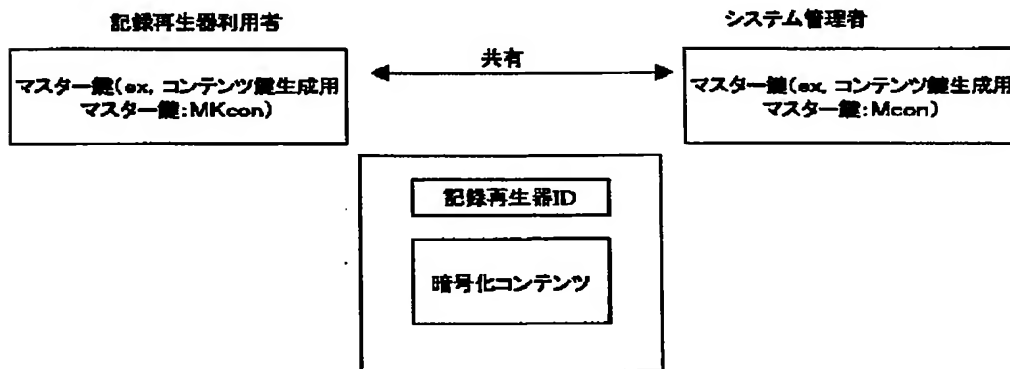 記録再生器利用者
システム管理者
マスター鍵(ex, コンテンツ鍵生成用
マスター鍵:MKcon)
共有
マスター鍵(ex, コンテンツ鍵生成用
マスター鍵:Mcon)
記録再生器ID
暗号化コンテンツ